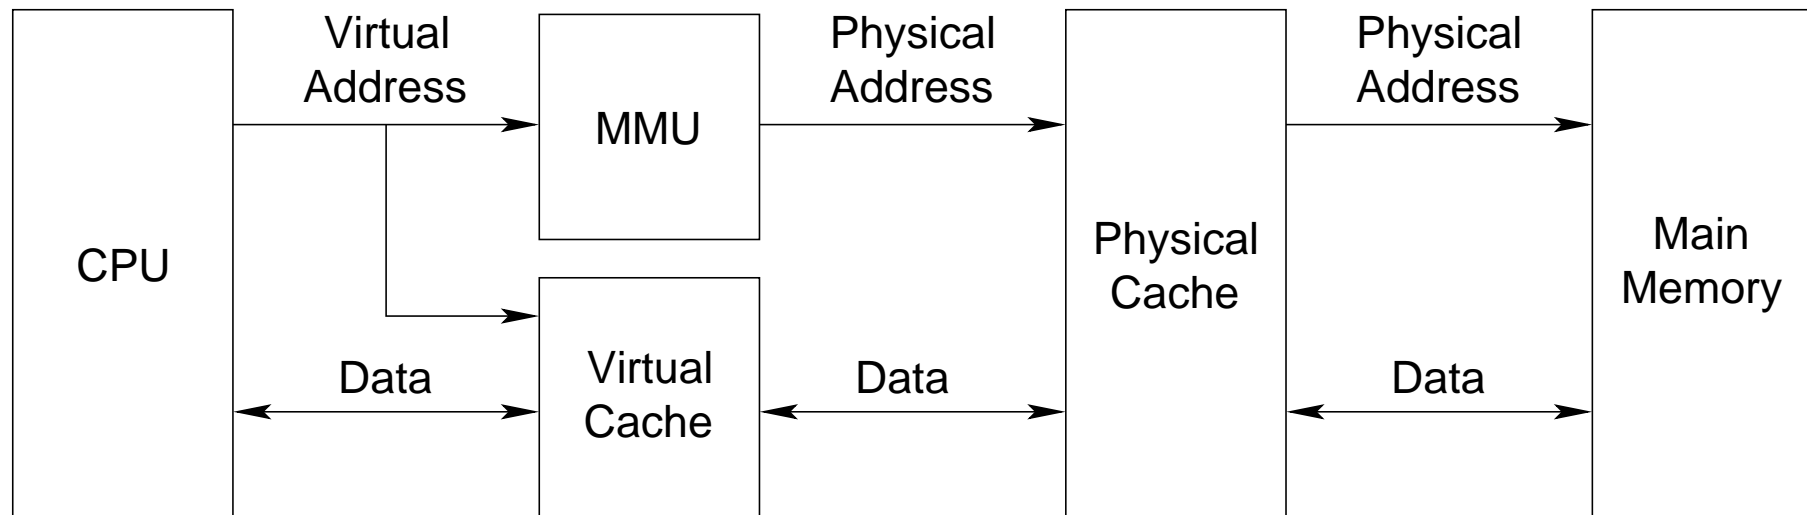 CPU
Virtual
Address
MMU
Physical
Address
Physical
Address
Data
Virtual
Cache
Data
Physical
Cache
Data
Main
Memory